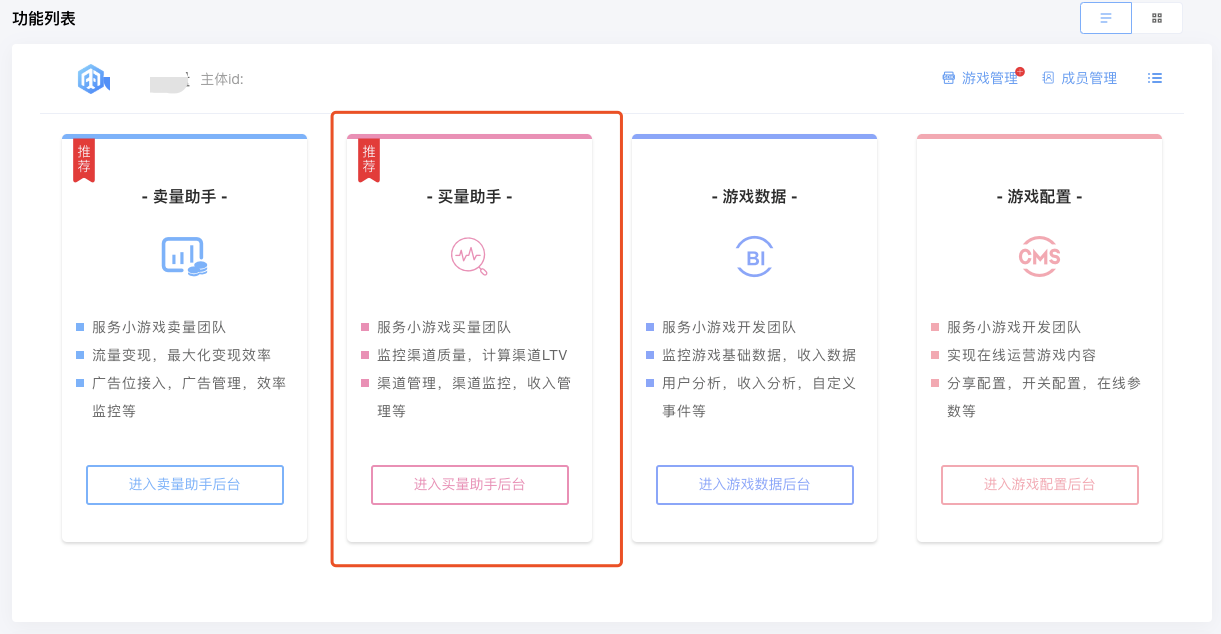 功能列表
主体id:
游戏管理
成员管理
推荐
- 卖量助手 -
服务小游戏卖量团队
流量变现，最大化变现效率
广告位接入，广告管理，效率
监控等
进入卖量助手后台
推荐
- 买量助手 -
服务小游戏买量团队
监控渠道质量，计算渠道LTV
渠道管理，渠道监控，收入管
理等
进入买量助手后台
- 游戏数据 -
BI
服务小游戏开发团队
监控游戏基础数据，收入数据
用户分析，收入分析，自定义
事件等
进入游戏数据后台
- 游戏配置 -
CMS
服务小游戏开发团队
实现在线运营游戏内容
分享配置，开关配置，在线参
数等
进入游戏配置后台